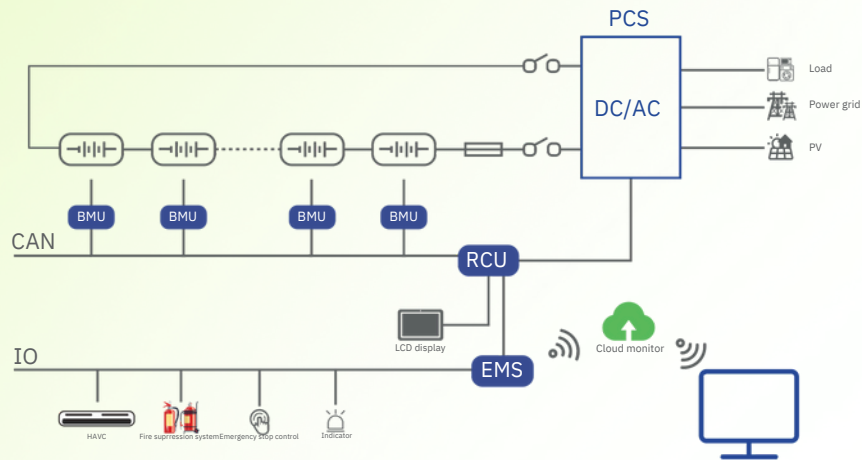 PCS
Load
DC/AC
Power grid
PV
BMU
BMU
BMU
BMU
CAN
RCU
LCD display
Cloud monitor
IO
EMS
HAVC
Fire suprression system
Emergency stop control
Indicator